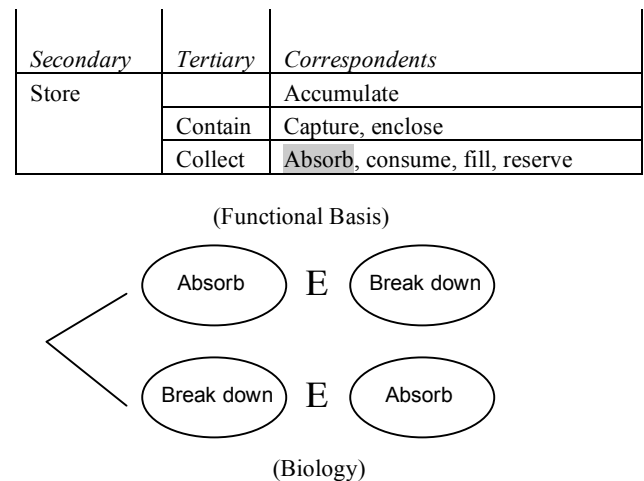 Secondary Tertiary Correspondents
Store Accumulate
Contain Capture, enclose
Collect Absorb, consume, fill, reserve
(Functional Basis)
Absorb E Break down
Break down E Absorb
(Biology)